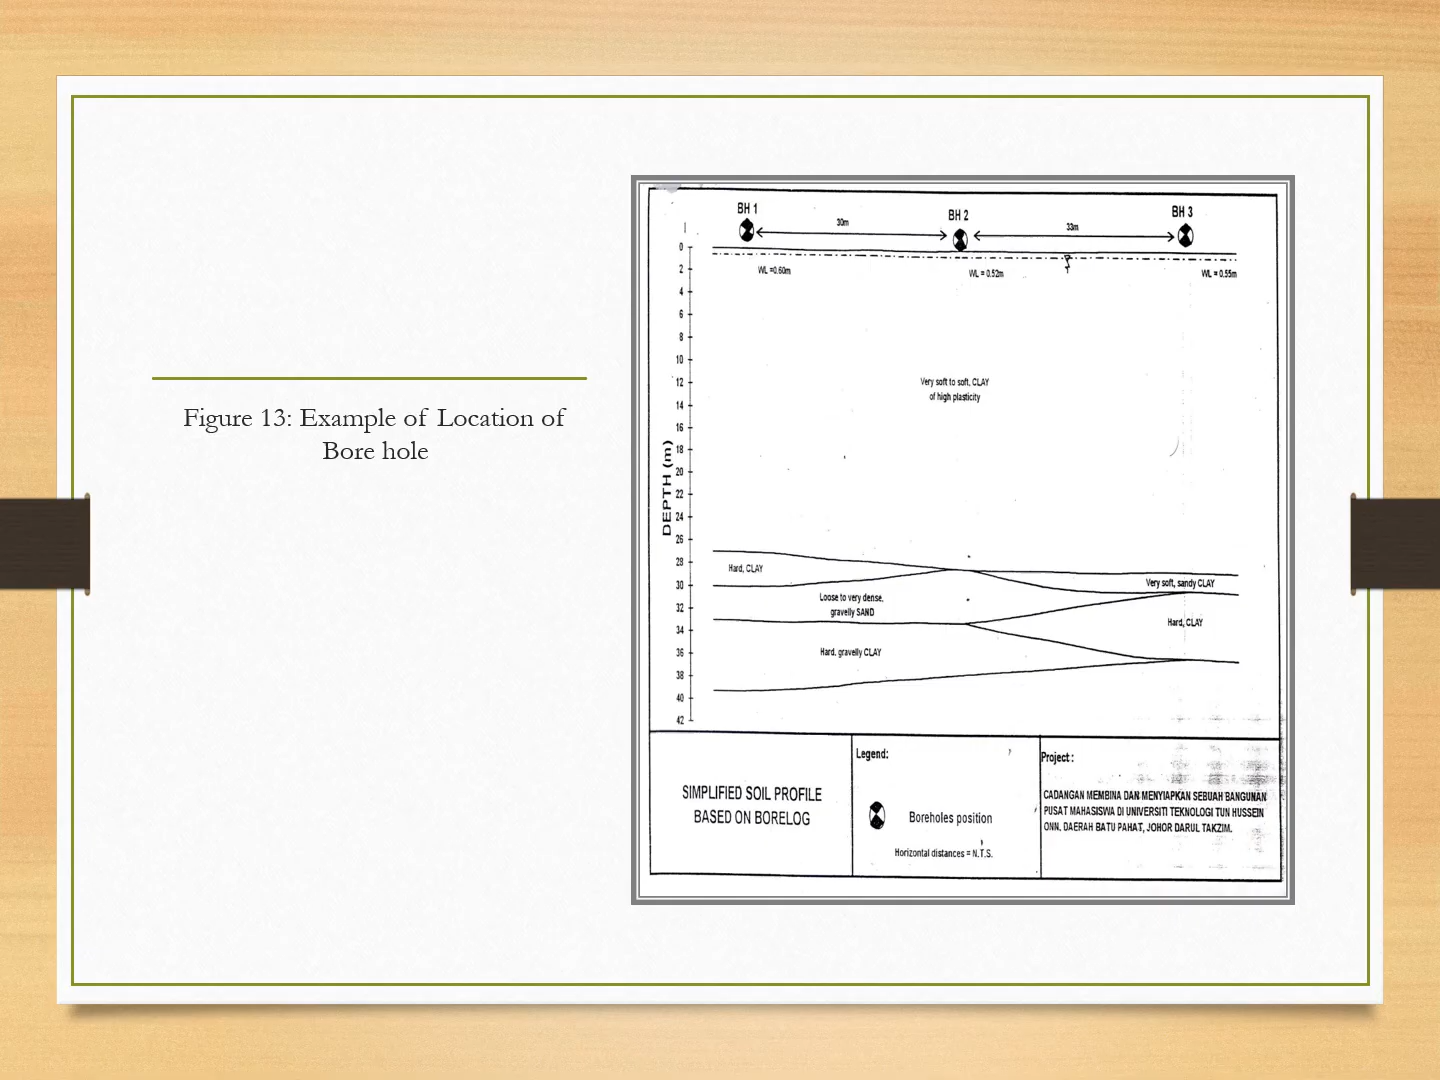 Figure 13: Example of Location of
Bore hole
BH 1
BH 2
BH 3
30m
33m
WL =0.60m
WL = 0.52m
WL = 0.55m
DEPTH (m)
0
2
4
6
8
10
12
14
16
18
20
22
24
26
28
30
32
34
36
38
40
42
Very soft to soft, CLAY
of high plasticity
Hard, CLAY
Very soft, sandy CLAY
Loose to very dense,
gravelly SAND
Hard, CLAY
Hard, gravelly CLAY
SIMPLIFIED SOIL PROFILE
BASED ON BORELOG
Legend:
Boreholes position
Horizontal distances = N.T.S.
Project :
CADANGAN MEMBINA DAN MENYIAPKAN SEBUAH BANGUNAN
PUSAT MAHASISWA DI UNIVERSITI TEKNOLOGI TUN HUSSEIN
ONN, DAERAH BATU PAHAT, JOHOR DARUL TAKZIM.